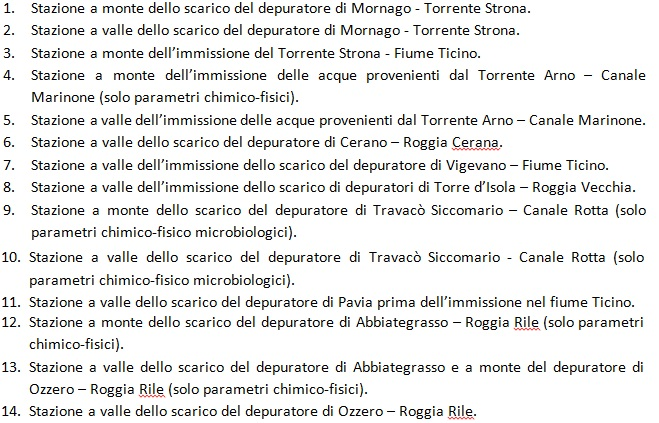 1. Stazione a monte dello scarico del depuratore di Mornago - Torrente Strona.
2. Stazione a valle dello scarico del depuratore di Mornago - Torrente Strona.
3. Stazione a monte dell’immissione del Torrente Strona - Fiume Ticino.
4. Stazione a monte dell’immissione delle acque provenienti dal Torrente Arno – Canale
Marinone (solo parametri chimico-fisici).
5. Stazione a valle dell’immissione delle acque provenienti dal Torrente Arno – Canale Marinone.
6. Stazione a valle dello scarico del depuratore di Cerano – Roggia Cerana.
7. Stazione a valle dell’immissione dello scarico del depuratore di Vigevano – Fiume Ticino.
8. Stazione a valle dell’immissione dello scarico di depuratori di Torre d’Isola – Roggia Vecchia.
9. Stazione a monte dello scarico del depuratore di Travacò Siccomario – Canale Rotta (solo
parametri chimico-fisico microbiologici).
10. Stazione a valle dello scarico del depuratore di Travacò Siccomario - Canale Rotta (solo
parametri chimico-fisico microbiologici).
11. Stazione a valle dello scarico del depuratore di Pavia prima dell’immissione nel fiume Ticino.
12. Stazione a monte dello scarico del depuratore di Abbiategrasso – Roggia Rile (solo parametri
chimico-fisici).
13. Stazione a valle dello scarico del depuratore di Abbiategrasso e a monte del depuratore di
Ozzero – Roggia Rile (solo parametri chimico-fisici).
14. Stazione a valle dello scarico del depuratore di Ozzero – Roggia Rile.